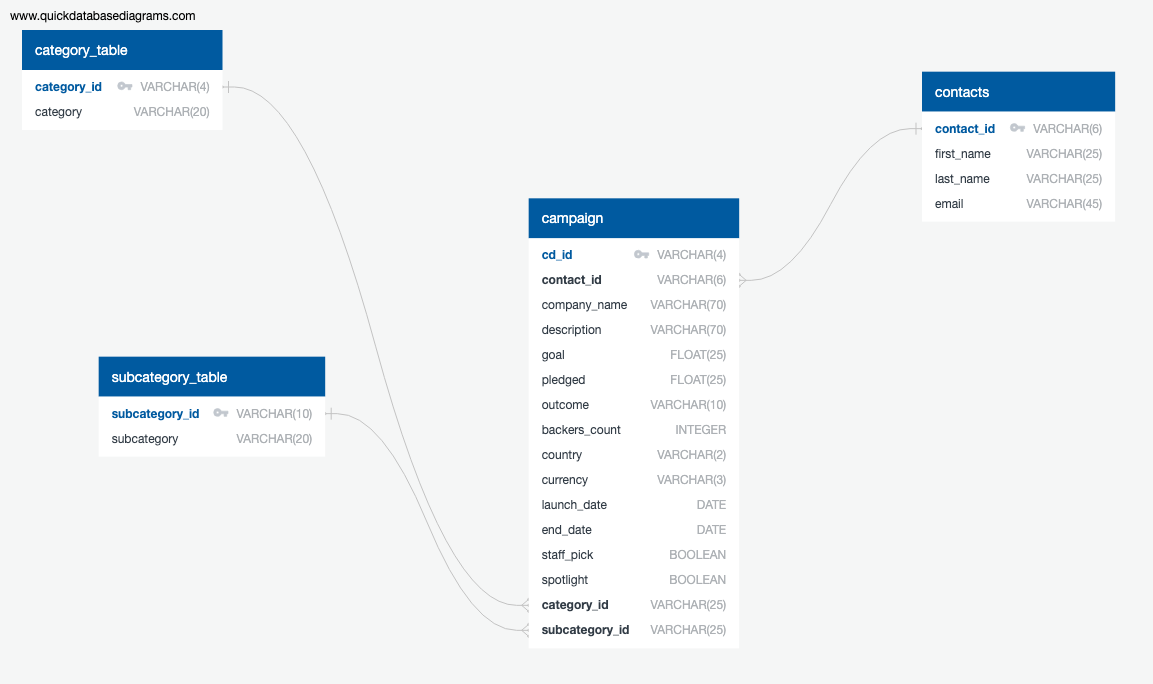 www.quickdatabasediagrams.com
category_table
category_id VARCHAR(4)
category VARCHAR(20)
contacts
contact_id VARCHAR(6)
first_name VARCHAR(25)
last_name VARCHAR(25)
email VARCHAR(45)
campaign
cd_id VARCHAR(4)
contact_id VARCHAR(6)
company_name VARCHAR(70)
description VARCHAR(70)
goal FLOAT(25)
pledged FLOAT(25)
outcome VARCHAR(10)
backers_count INTEGER
country VARCHAR(2)
currency VARCHAR(3)
launch_date DATE
end_date DATE
staff_pick BOOLEAN
spotlight BOOLEAN
category_id VARCHAR(25)
subcategory_id VARCHAR(25)
subcategory_table
subcategory_id VARCHAR(10)
subcategory VARCHAR(20)